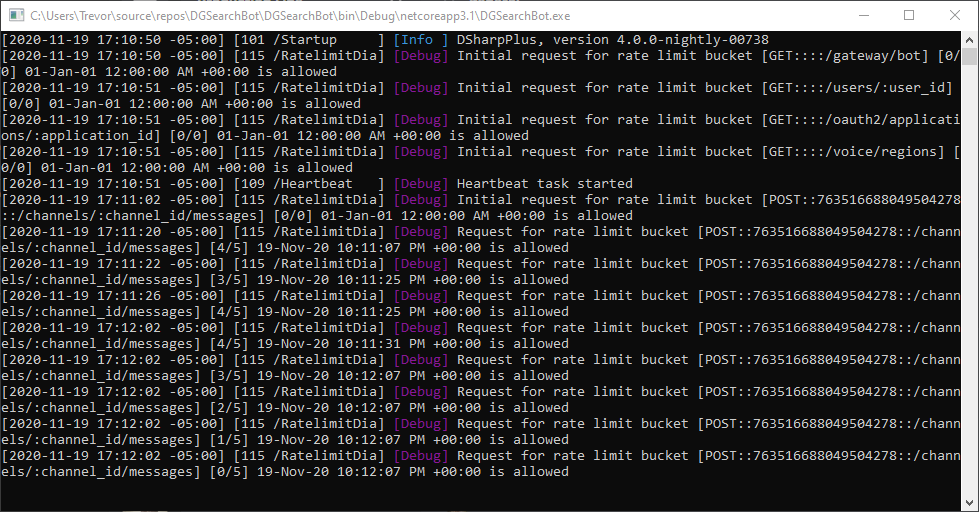 C:\Users\Trevor\source\repos\DGSearchBot\DGSearchBot\bin\Debug\netcoreapp3.1\DGSearchBot.exe
[2020-11-19 17:10:50 -05:00] [101 /Startup     ] [Info ] DSharpPlus, version 4.0.0-nightly-00738
[2020-11-19 17:10:50 -05:00] [115 /RatelimitDia] [Debug] Initial request for rate limit bucket [GET::::/gateway/bot] [0/
0] 01-Jan-01 12:00:00 AM +00:00 is allowed
[2020-11-19 17:10:51 -05:00] [115 /RatelimitDia] [Debug] Initial request for rate limit bucket [GET::::/users/:user_id]
[0/0] 01-Jan-01 12:00:00 AM +00:00 is allowed
[2020-11-19 17:10:51 -05:00] [115 /RatelimitDia] [Debug] Initial request for rate limit bucket [GET::::/oauth2/applicati
ons/:application_id] [0/0] 01-Jan-01 12:00:00 AM +00:00 is allowed
[2020-11-19 17:10:51 -05:00] [115 /RatelimitDia] [Debug] Initial request for rate limit bucket [GET::::/voice/regions] [
0/0] 01-Jan-01 12:00:00 AM +00:00 is allowed
[2020-11-19 17:10:51 -05:00] [109 /Heartbeat   ] [Debug] Heartbeat task started
[2020-11-19 17:11:02 -05:00] [115 /RatelimitDia] [Debug] Initial request for rate limit bucket [POST::763516688049504278
::/channels/:channel_id/messages] [0/0] 01-Jan-01 12:00:00 AM +00:00 is allowed
[2020-11-19 17:11:20 -05:00] [115 /RatelimitDia] [Debug] Request for rate limit bucket [POST::763516688049504278::/chann
els/:channel_id/messages] [4/5] 19-Nov-20 10:11:07 PM +00:00 is allowed
[2020-11-19 17:11:22 -05:00] [115 /RatelimitDia] [Debug] Request for rate limit bucket [POST::763516688049504278::/chann
els/:channel_id/messages] [3/5] 19-Nov-20 10:11:25 PM +00:00 is allowed
[2020-11-19 17:11:26 -05:00] [115 /RatelimitDia] [Debug] Request for rate limit bucket [POST::763516688049504278::/chann
els/:channel_id/messages] [4/5] 19-Nov-20 10:11:25 PM +00:00 is allowed
[2020-11-19 17:12:02 -05:00] [115 /RatelimitDia] [Debug] Request for rate limit bucket [POST::763516688049504278::/chann
els/:channel_id/messages] [4/5] 19-Nov-20 10:11:31 PM +00:00 is allowed
[2020-11-19 17:12:02 -05:00] [115 /RatelimitDia] [Debug] Request for rate limit bucket [POST::763516688049504278::/chann
els/:channel_id/messages] [3/5] 19-Nov-20 10:12:07 PM +00:00 is allowed
[2020-11-19 17:12:02 -05:00] [115 /RatelimitDia] [Debug] Request for rate limit bucket [POST::763516688049504278::/chann
els/:channel_id/messages] [2/5] 19-Nov-20 10:12:07 PM +00:00 is allowed
[2020-11-19 17:12:02 -05:00] [115 /RatelimitDia] [Debug] Request for rate limit bucket [POST::763516688049504278::/chann
els/:channel_id/messages] [1/5] 19-Nov-20 10:12:07 PM +00:00 is allowed
[2020-11-19 17:12:02 -05:00] [115 /RatelimitDia] [Debug] Request for rate limit bucket [POST::763516688049504278::/chann
els/:channel_id/messages] [0/5] 19-Nov-20 10:12:07 PM +00:00 is allowed